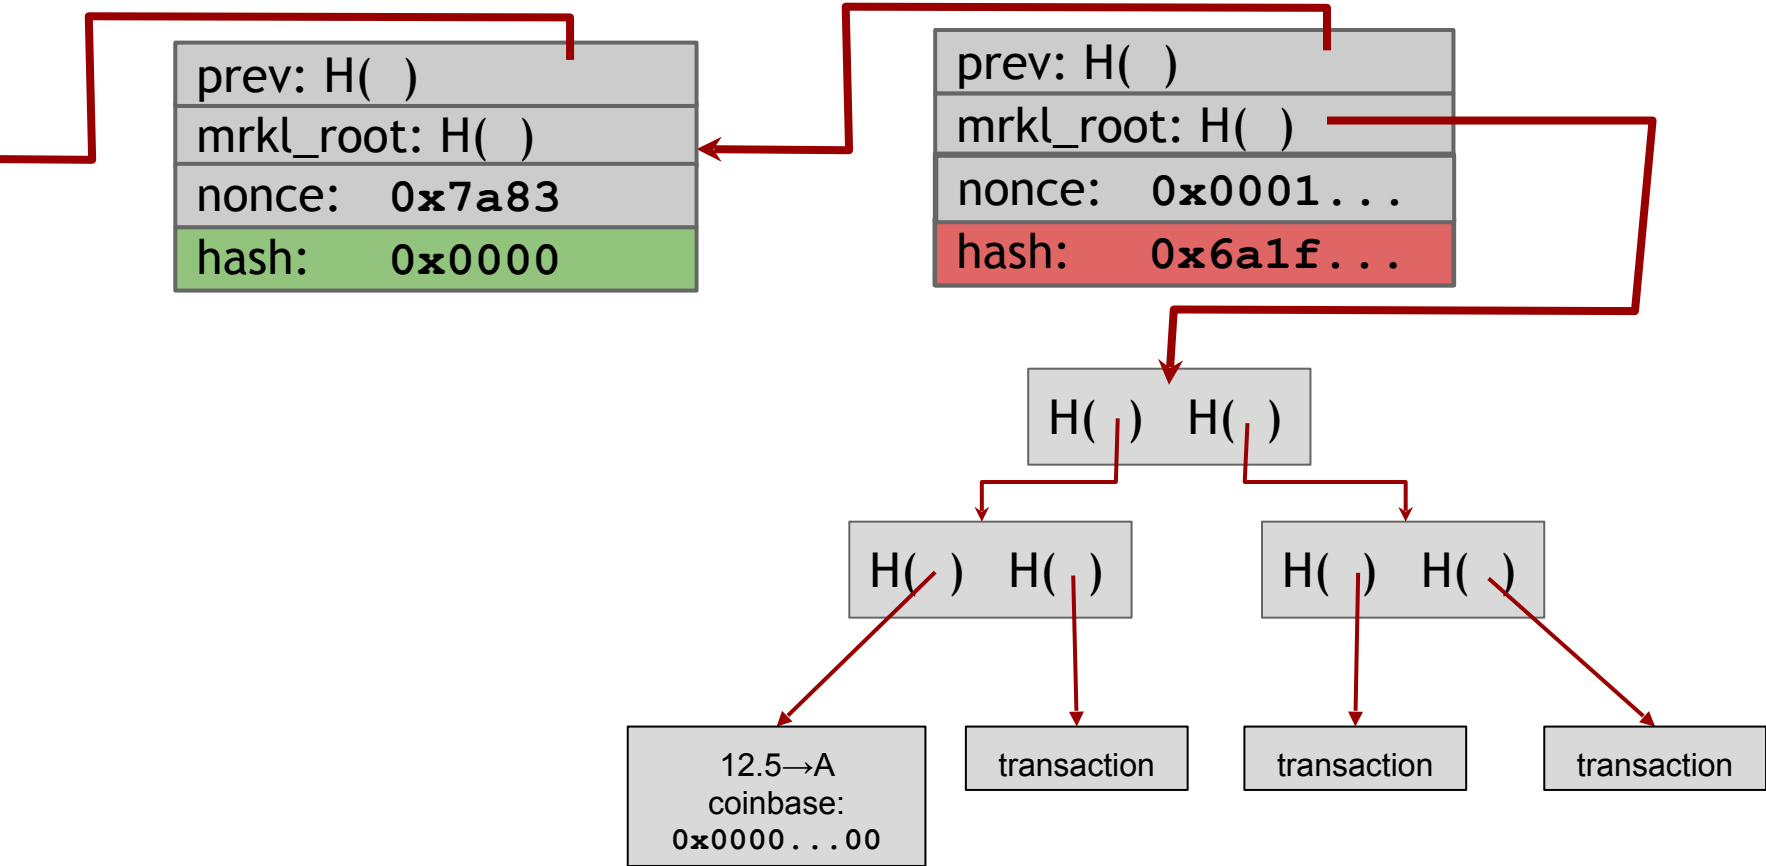 prev: H( )
mrkl_root: H( )
nonce: 0x7a83
hash: 0x0000
prev: H( )
mrkl_root: H( )
nonce: 0x0001...
hash: 0x6a1f...
H( ) H( )
H( ) H( )
H( ) H( )
12.5→A
coinbase:
0x0000...00
transaction
transaction
transaction